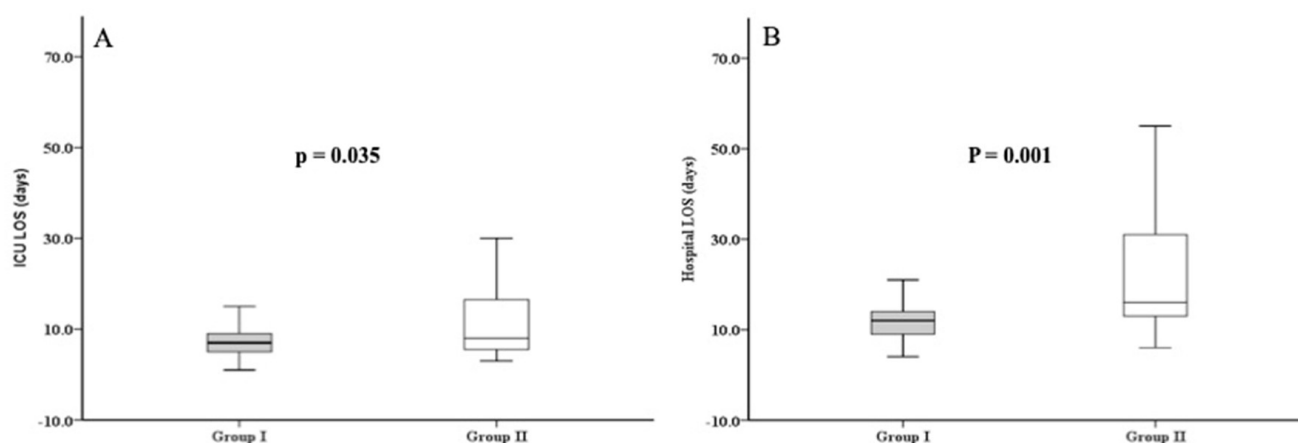 A
70.0
50.0
p = 0.035
ICU LOS (days)
30.0
10.0
-10.0
Group I
Group II
B
70.0
50.0
P = 0.001
Hospital LOS (days)
30.0
10.0
-10.0
Group I
Group II